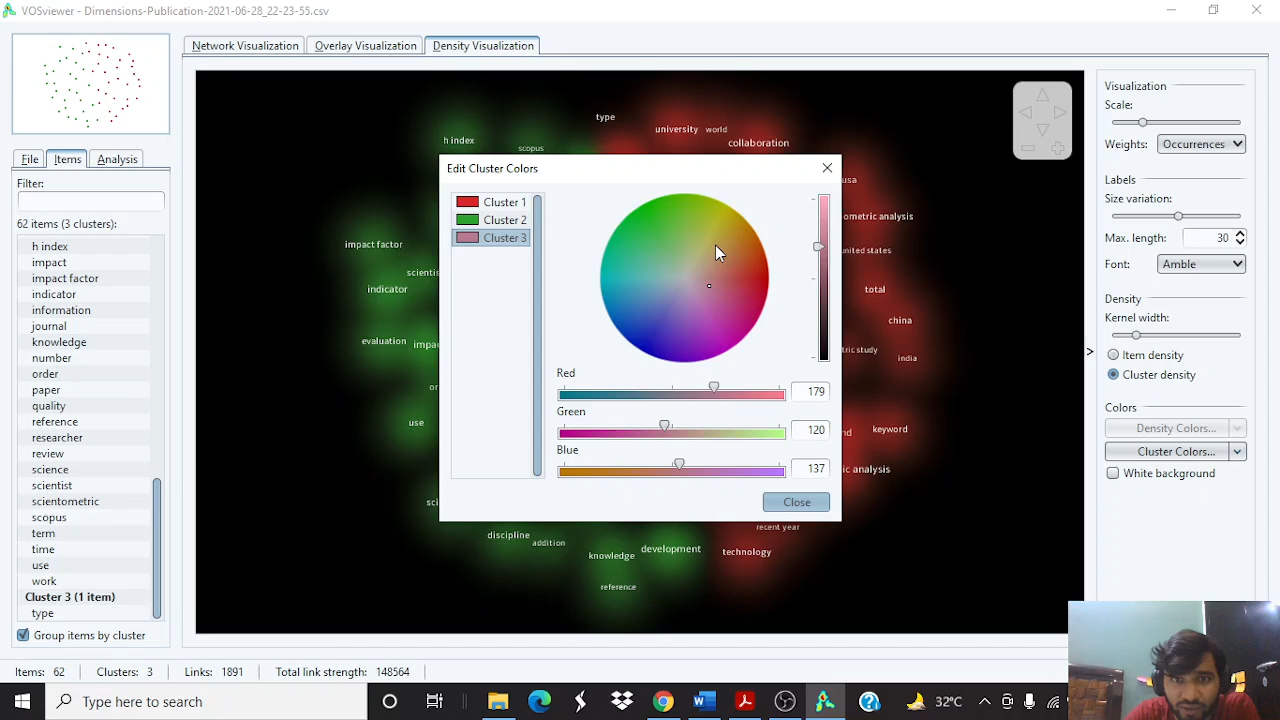 VOSviewer - Dimensions-Publication-2021-06-28_22-23-55.csv
Network Visualization
Overlay Visualization
Density Visualization
File
Items
Analysis
Filter:
62 items (3 clusters):
h index
impact
impact factor
indicator
information
journal
knowledge
number
order
paper
quality
reference
researcher
review
science
scientist
scientometric
scopus
term
time
use
work
Cluster 3 (1 item)
type
Group items by cluster
type
university
world
h index
scopus
collaboration
usa
ometric analysis
impact factor
united states
scientis
indicator
total
china
evaluation
impa
tric study
india
or
use
nd
keyword
ic analysis
sci
recent year
discipline
addition
knowledge
development
technology
reference
Edit Cluster Colors
Cluster 1
Cluster 2
Cluster 3
Red
179
Green
120
Blue
137
Close
Visualization
Scale:
Weights:
Occurrences
Labels
Size variation:
Max. length:
30
Font:
Amble
Density
Kernel width:
>
Item density
Cluster density
Colors
Density Colors...
Cluster Colors...
White background
Items: 62
Clusters: 3
Links: 1891
Total link strength: 148564
Type here to search
32°C